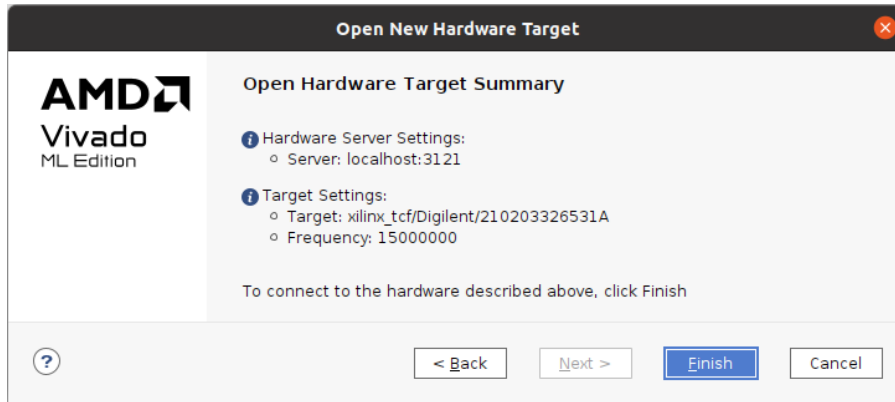 Open New Hardware Target
AMD
Vivado
ML Edition
Open Hardware Target Summary
Hardware Server Settings:
Server: localhost:3121
Target Settings:
Target: xilinx_tcf/Digilent/210203326531A
Frequency: 15000000
To connect to the hardware described above, click Finish
?
< Back
Next >
Finish
Cancel